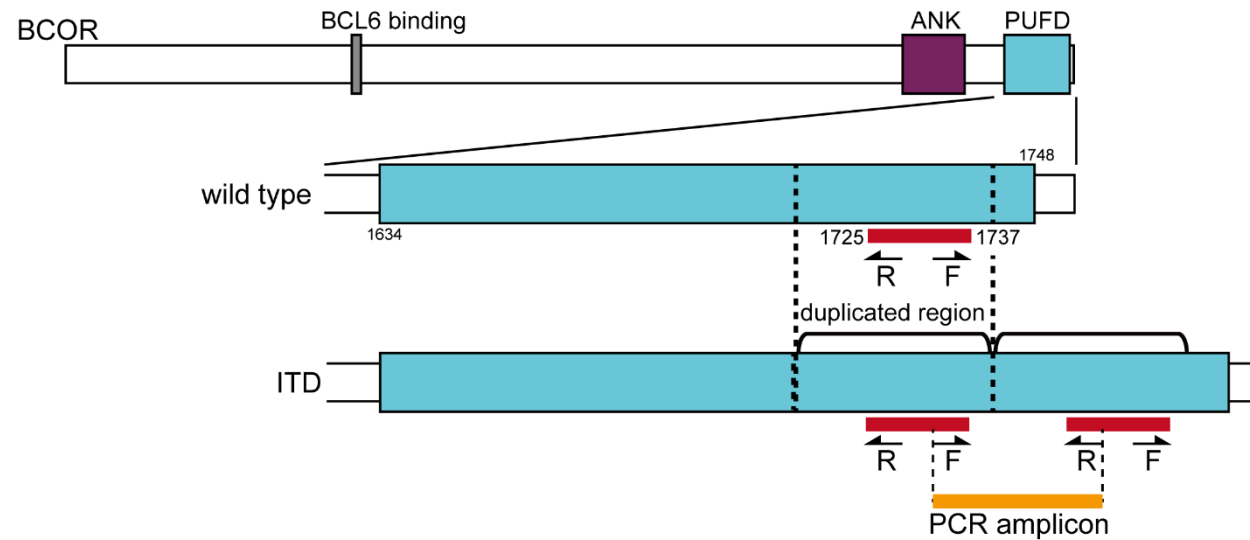 BCOR
BCL6 binding
ANK
PUFD
wild type
1748
1634
1725
1737
R
F
duplicated region
ITD
R
F
R
F
PCR amplicon